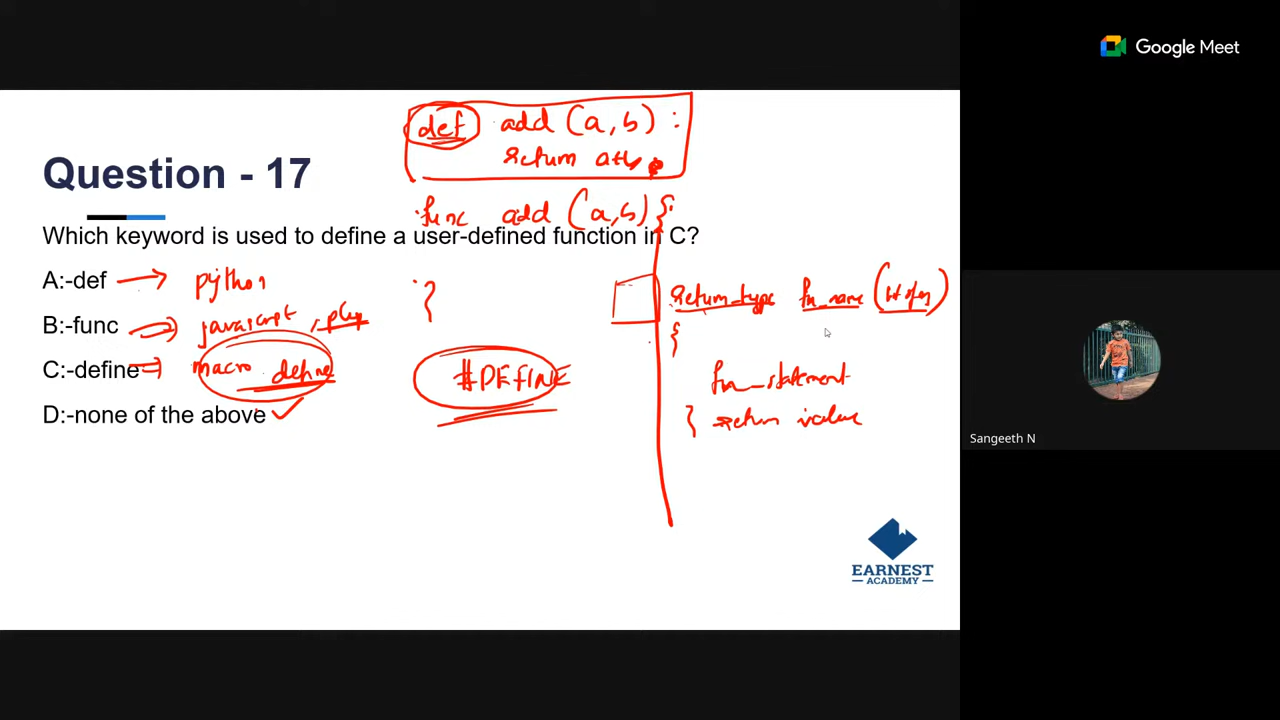 Google Meet
def add (a, b) :
return a+b
Question - 17
func add (a, b) {
Which keyword is used to define a user-defined function in C?
A:-def → python
}
return_type fn_name (
B:-func → javascript , php
{
C:-define → macro define
#DEFINE
fn_statement
D:-none of the above ✓
} return value
Sangeeth N
EARNEST
ACADEMY